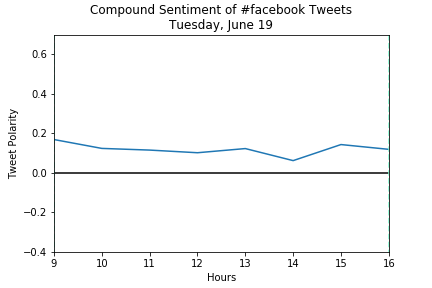 Compound Sentiment of #facebook Tweets
Tuesday, June 19
Tweet Polarity
0.6
0.4
0.2
0.0
−0.2
−0.4
9 10 11 12 13 14 15 16
Hours